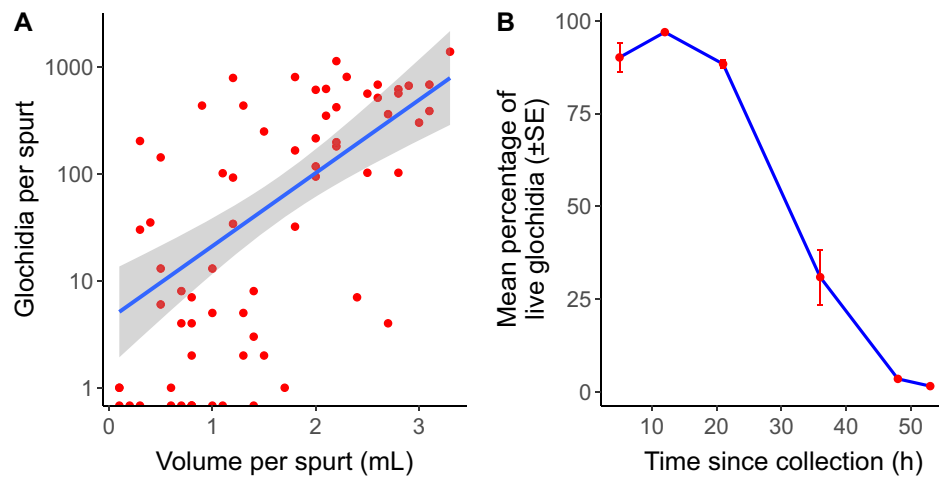 A
Glochidia per spurt
1000
100
10
1
0
1
2
3
Volume per spurt (mL)
B
Mean percentage of
live glochidia (±SE)
100
75
50
25
0
10
20
30
40
50
Time since collection (h)